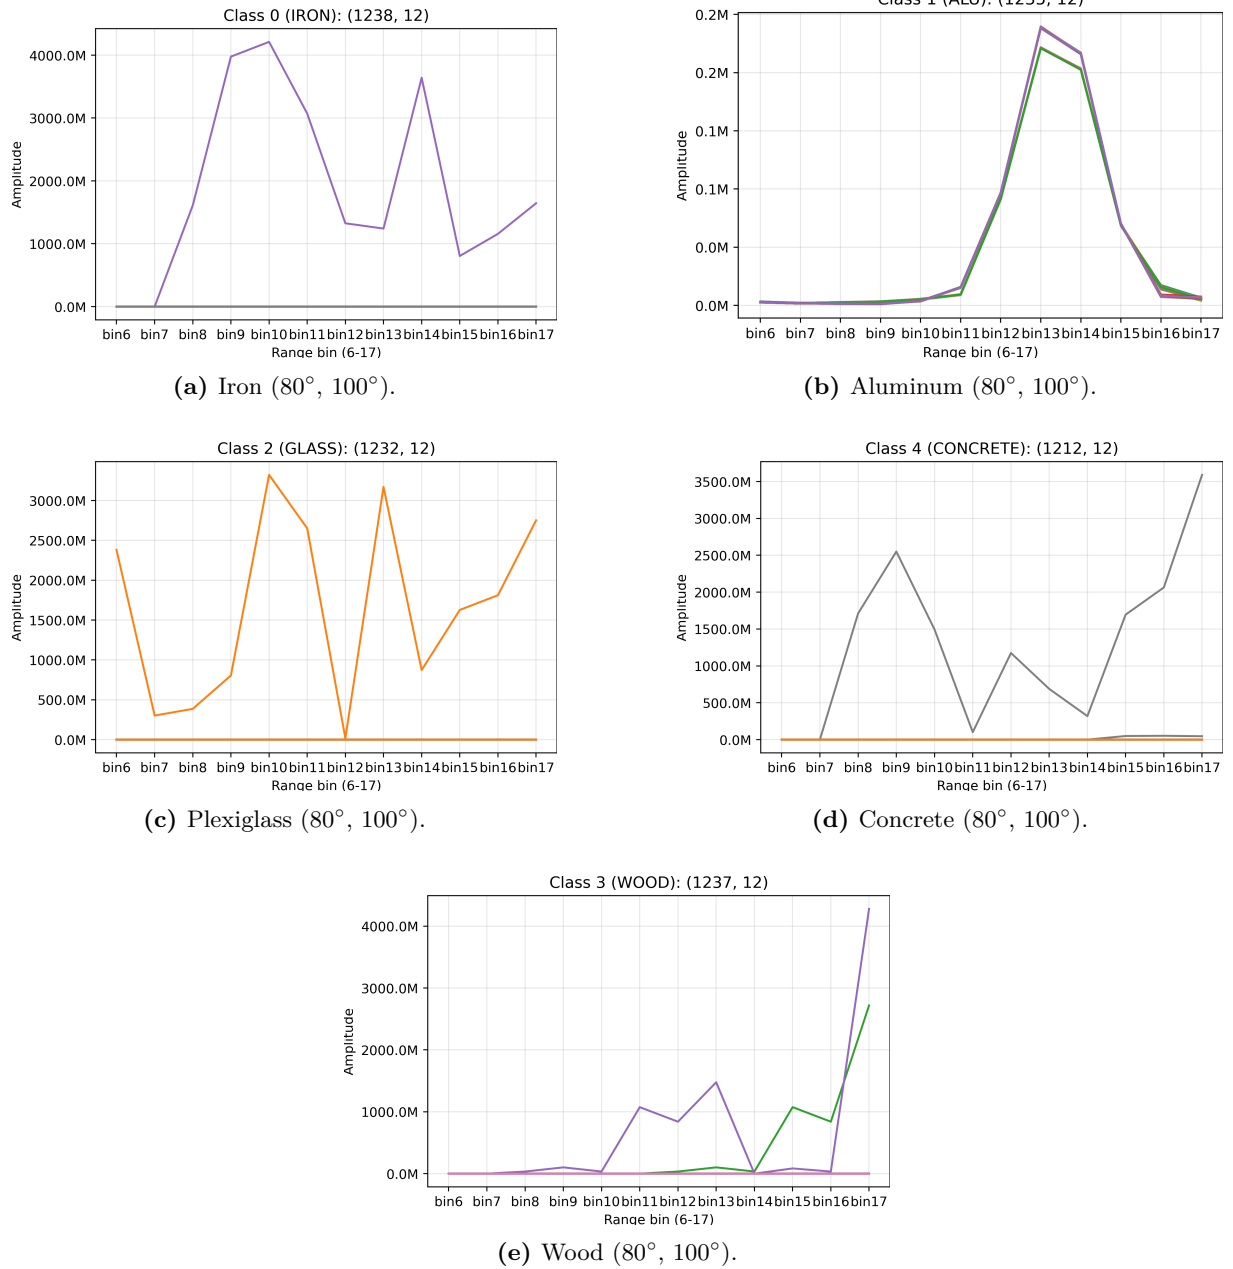 Class 0 (IRON): (1238, 12)
4000.0M
3000.0M
2000.0M
1000.0M
0.0M
Amplitude
bin6 bin7 bin8 bin9 bin10 bin11 bin12 bin13 bin14 bin15 bin16 bin17
Range bin (6-17)
(a) Iron (80°, 100°).
Class 1 (ALU): (1235, 12)
0.2M
0.2M
0.1M
0.1M
0.0M
0.0M
Amplitude
bin6 bin7 bin8 bin9 bin10 bin11 bin12 bin13 bin14 bin15 bin16 bin17
Range bin (6-17)
(b) Aluminum (80°, 100°).
Class 2 (GLASS): (1232, 12)
3000.0M
2500.0M
2000.0M
1500.0M
1000.0M
500.0M
0.0M
Amplitude
bin6 bin7 bin8 bin9 bin10 bin11 bin12 bin13 bin14 bin15 bin16 bin17
Range bin (6-17)
(c) Plexiglass (80°, 100°).
Class 4 (CONCRETE): (1212, 12)
3500.0M
3000.0M
2500.0M
2000.0M
1500.0M
1000.0M
500.0M
0.0M
Amplitude
bin6 bin7 bin8 bin9 bin10 bin11 bin12 bin13 bin14 bin15 bin16 bin17
Range bin (6-17)
(d) Concrete (80°, 100°).
Class 3 (WOOD): (1237, 12)
4000.0M
3000.0M
2000.0M
1000.0M
0.0M
Amplitude
bin6 bin7 bin8 bin9 bin10 bin11 bin12 bin13 bin14 bin15 bin16 bin17
Range bin (6-17)
(e) Wood (80°, 100°).